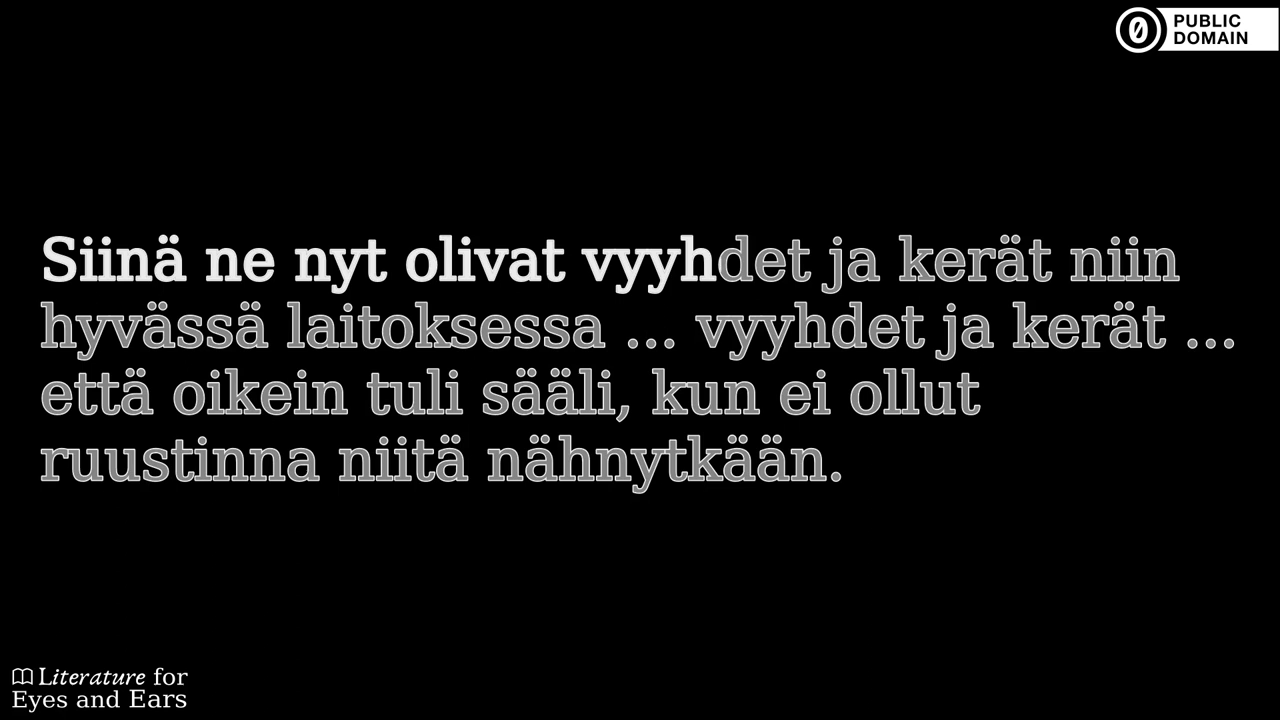 PUBLIC
DOMAIN
Siinä ne nyt olivat vyyhdet ja kerät niin
hyvässä laitoksessa ... vyyhdet ja kerät ...
että oikein tuli sääli, kun ei ollut
ruustinna niitä nähnytkään.
Literature for
Eyes and Ears